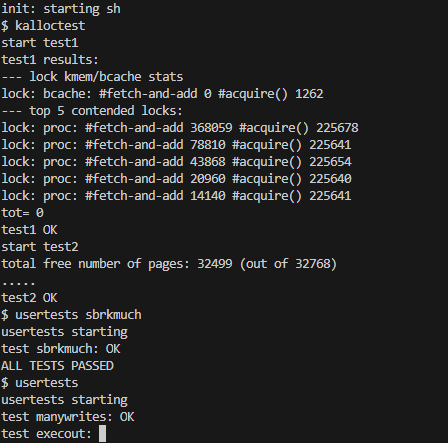 init: starting sh
$ kalloctest
start test1
test1 results:
--- lock kmem/bcache stats
lock: bcache: #fetch-and-add 0 #acquire() 1262
--- top 5 contended locks:
lock: proc: #fetch-and-add 368059 #acquire() 225678
lock: proc: #fetch-and-add 78810 #acquire() 225641
lock: proc: #fetch-and-add 43868 #acquire() 225654
lock: proc: #fetch-and-add 20960 #acquire() 225640
lock: proc: #fetch-and-add 14140 #acquire() 225641
tot= 0
test1 OK
start test2
total free number of pages: 32499 (out of 32768)
.....
test2 OK
$ usertests sbrkmuch
usertests starting
test sbrkmuch: OK
ALL TESTS PASSED
$ usertests
usertests starting
test manywrites: OK
test execout: